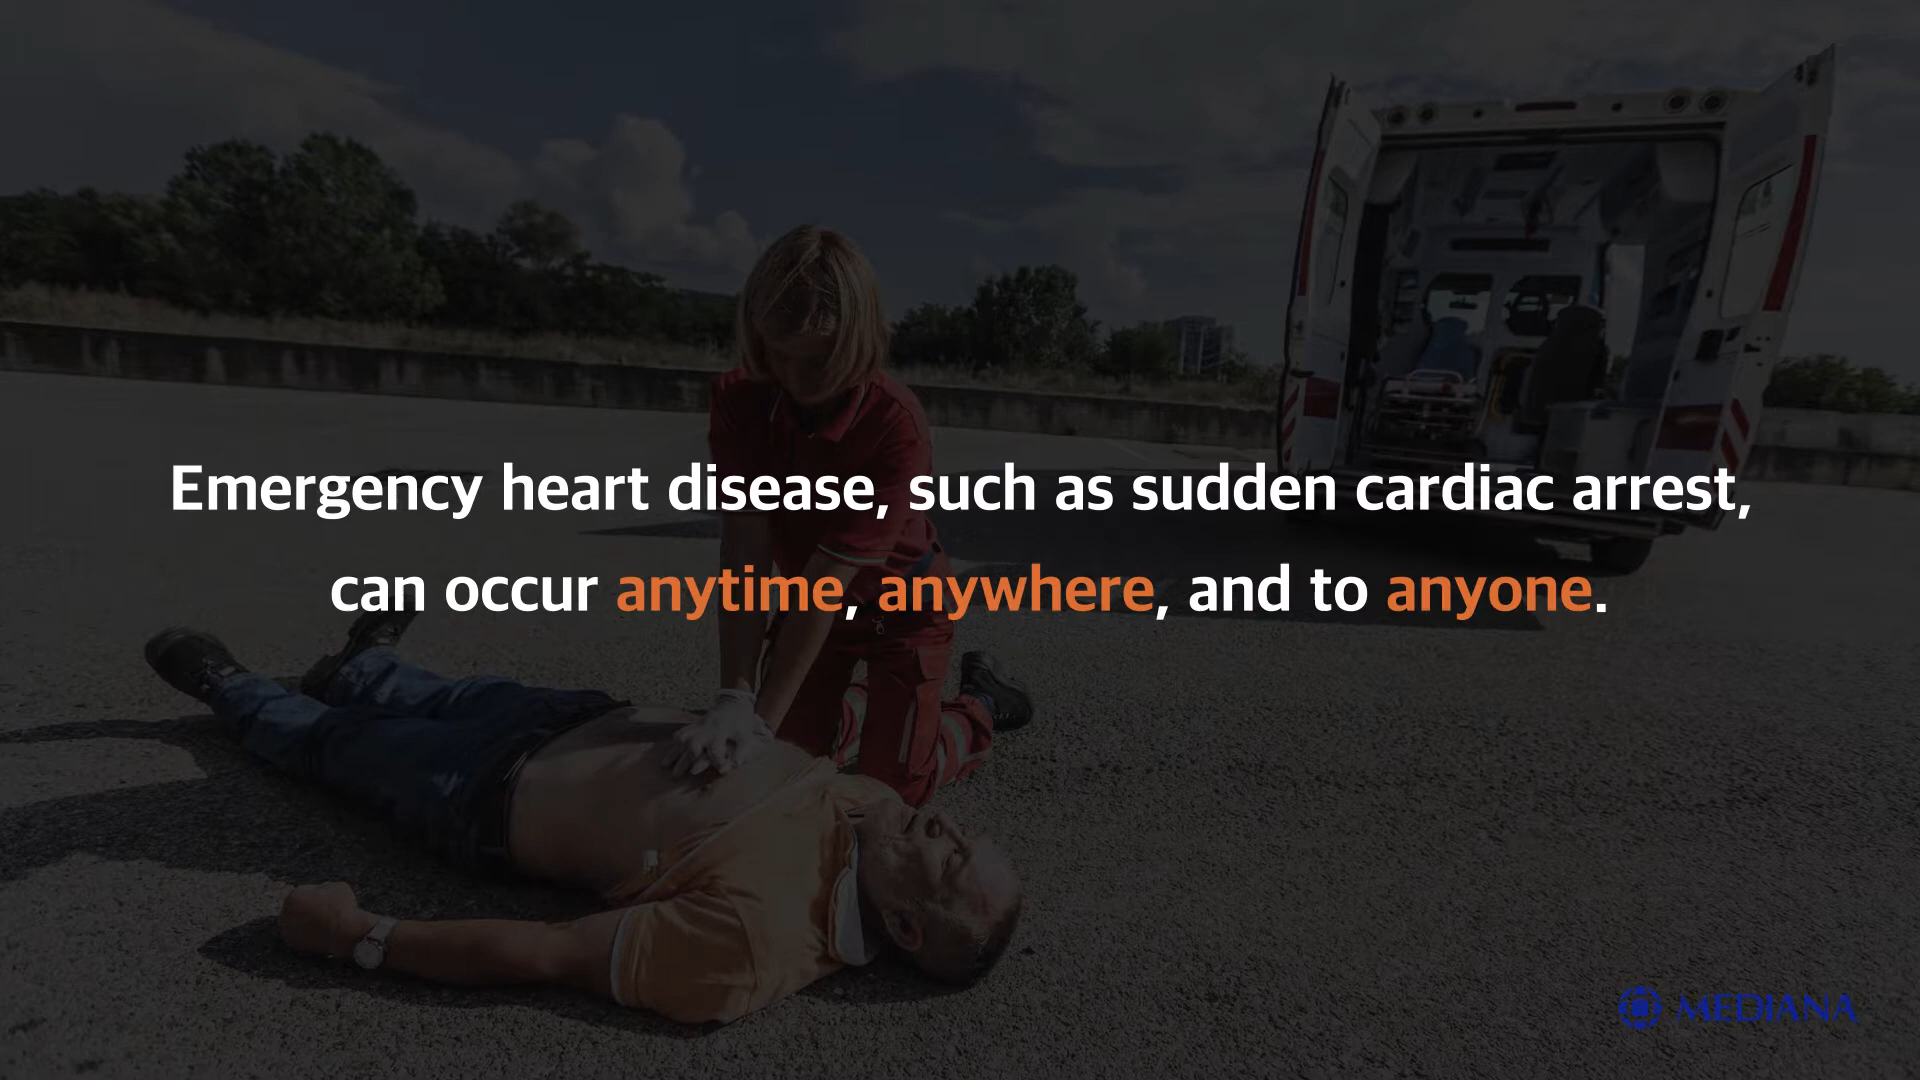 Emergency heart disease, such as sudden cardiac arrest,
can occur anytime, anywhere, and to anyone.
MEDIANA